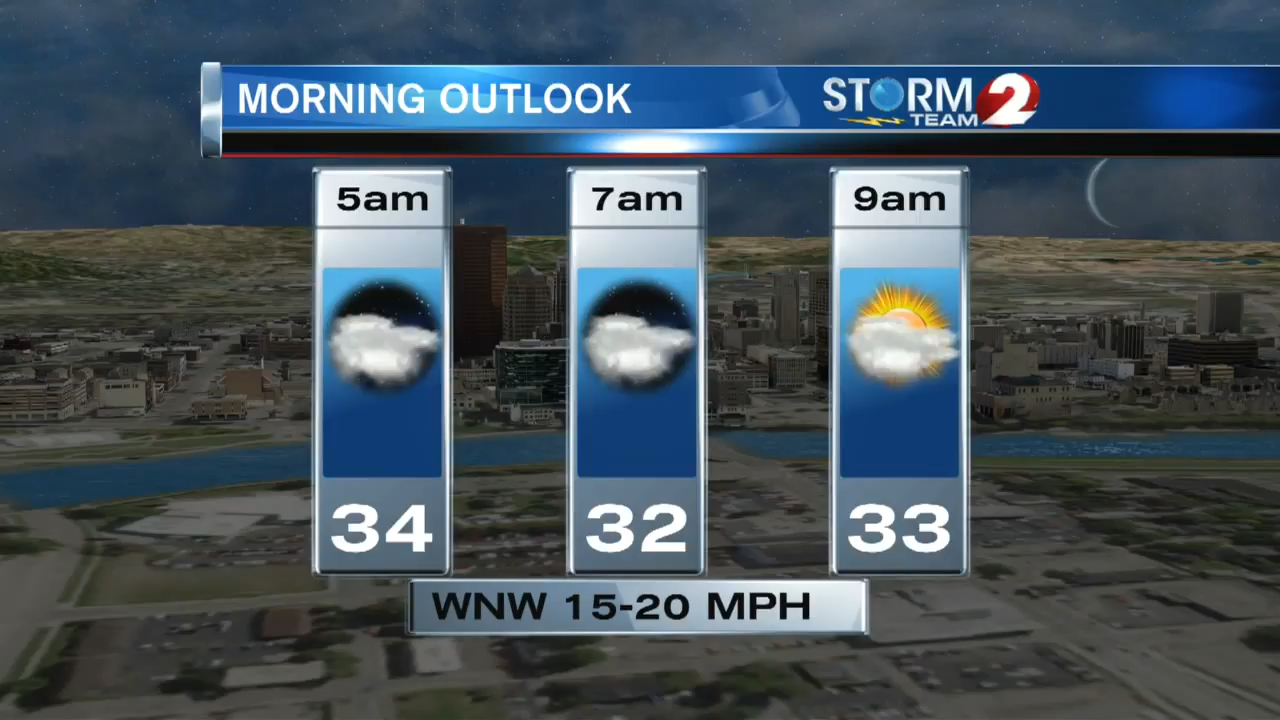 MORNING OUTLOOK
STORM
TEAM 2
5am
7am
9am
34
32
33
WNW 15-20 MPH